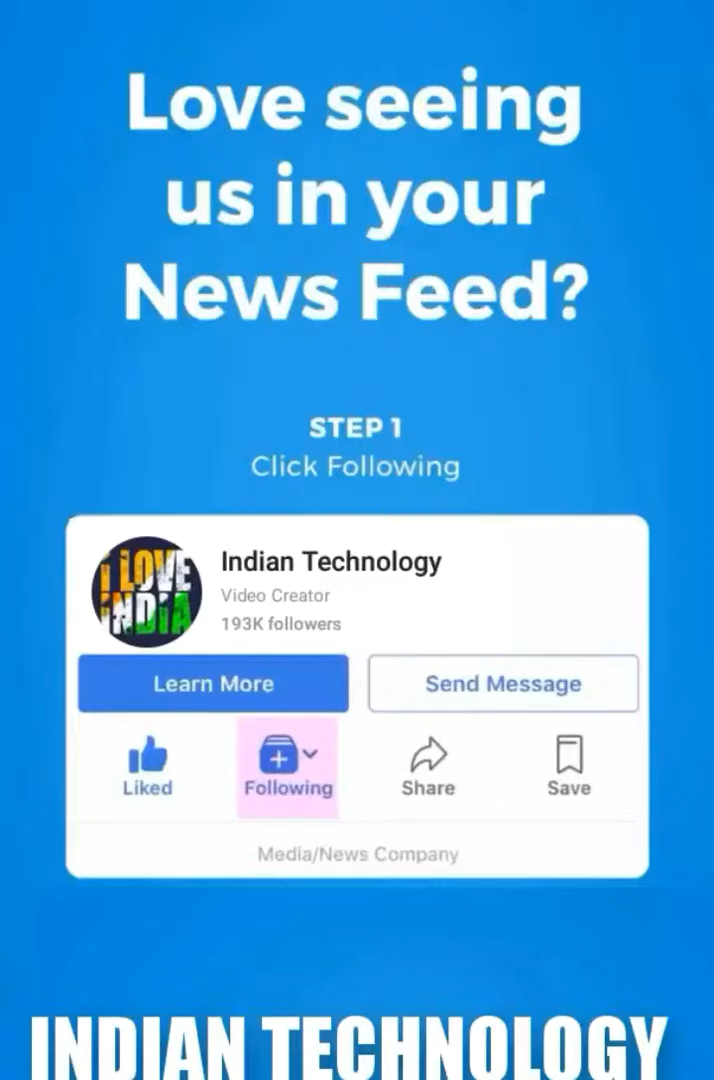 Love seeing
us in your
News Feed?
STEP 1
Click Following
I LOVE
INDIA
Indian Technology
Video Creator
193K followers
Learn More
Send Message
Liked
Following
Share
Save
Media/News Company
INDIAN TECHNOLOGY